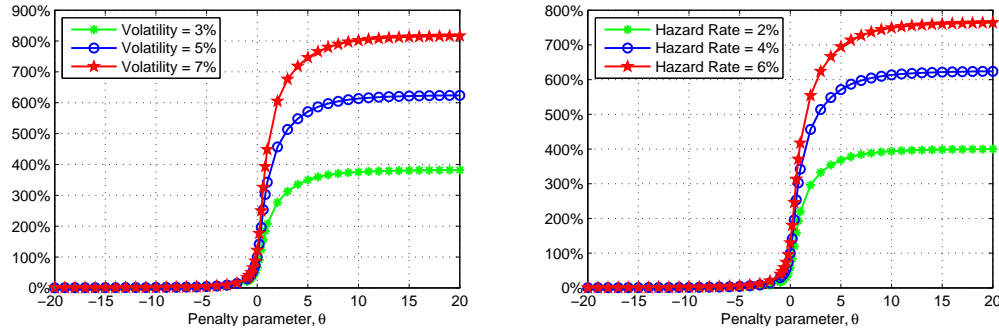 900%
800%
700%
600%
500%
400%
300%
200%
100%
0%
Volatility = 3%
Volatility = 5%
Volatility = 7%
−20 −15 −10 −5 0 5 10 15 20
Penalty parameter, θ
800%
700%
600%
500%
400%
300%
200%
100%
0%
Hazard Rate = 2%
Hazard Rate = 4%
Hazard Rate = 6%
−20 −15 −10 −5 0 5 10 15 20
Penalty parameter, θ